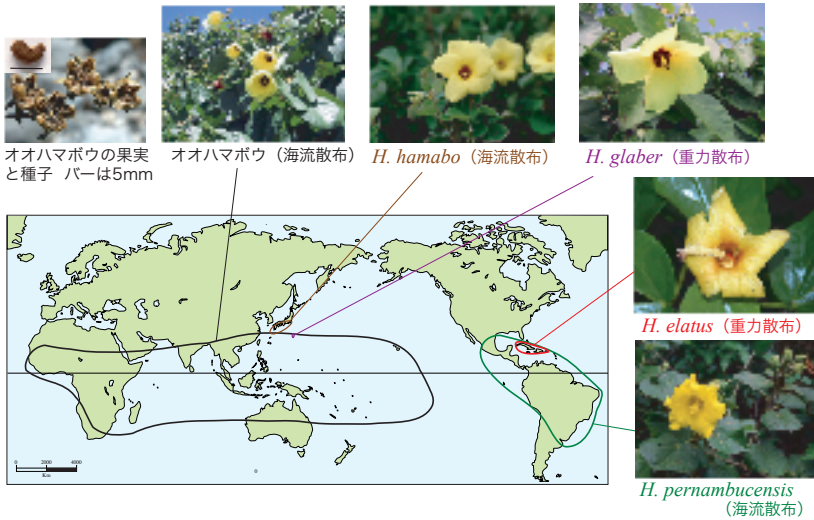 オオハマボウの果実
と種子 バーは5mm
オオハマボウ（海流散布）
H. hamabo（海流散布）
H. glaber（重力散布）
H. elatus（重力散布）
H. pernambucensis
（海流散布）
0 2000 4000
Km